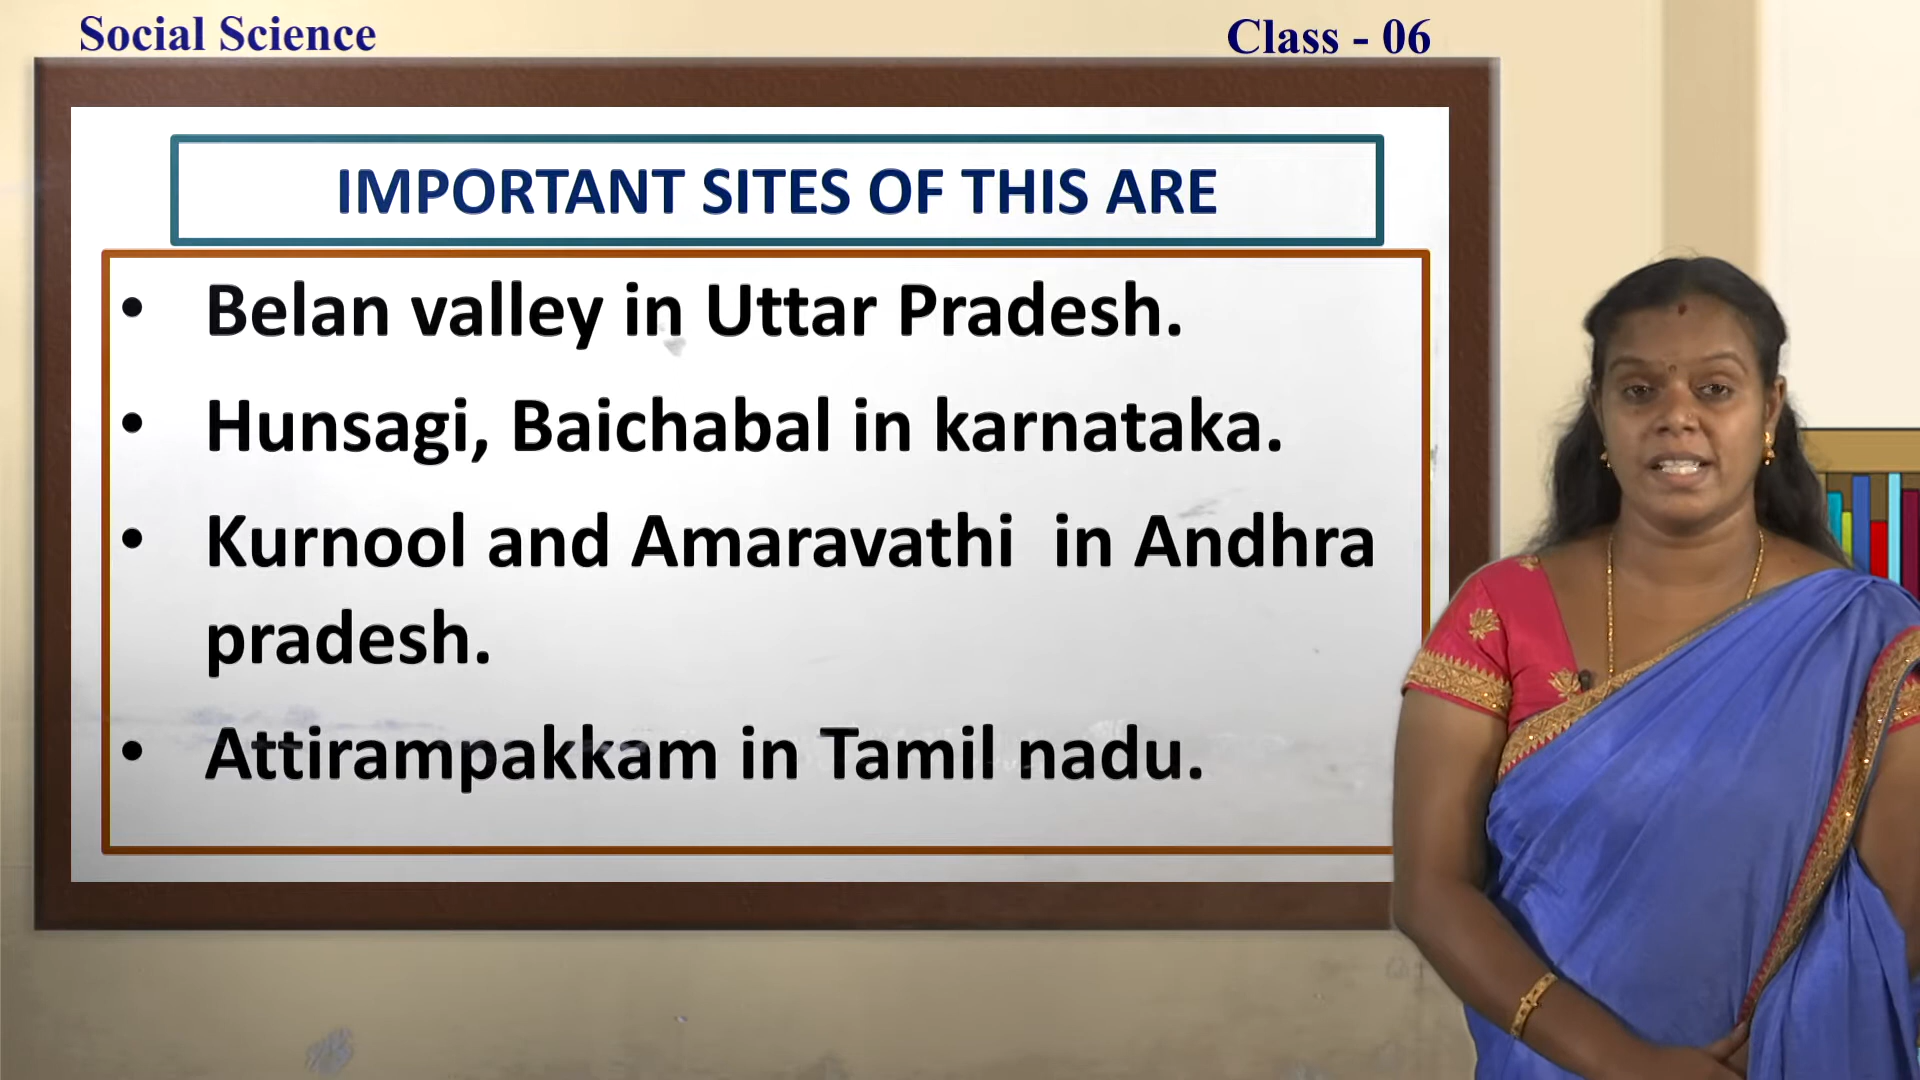 Social Science
Class - 06
IMPORTANT SITES OF THIS ARE
• Belan valley in Uttar Pradesh.
• Hunsagi, Baichabal in karnataka.
• Kurnool and Amaravathi in Andhra
pradesh.
• Attirampakkam in Tamil nadu.